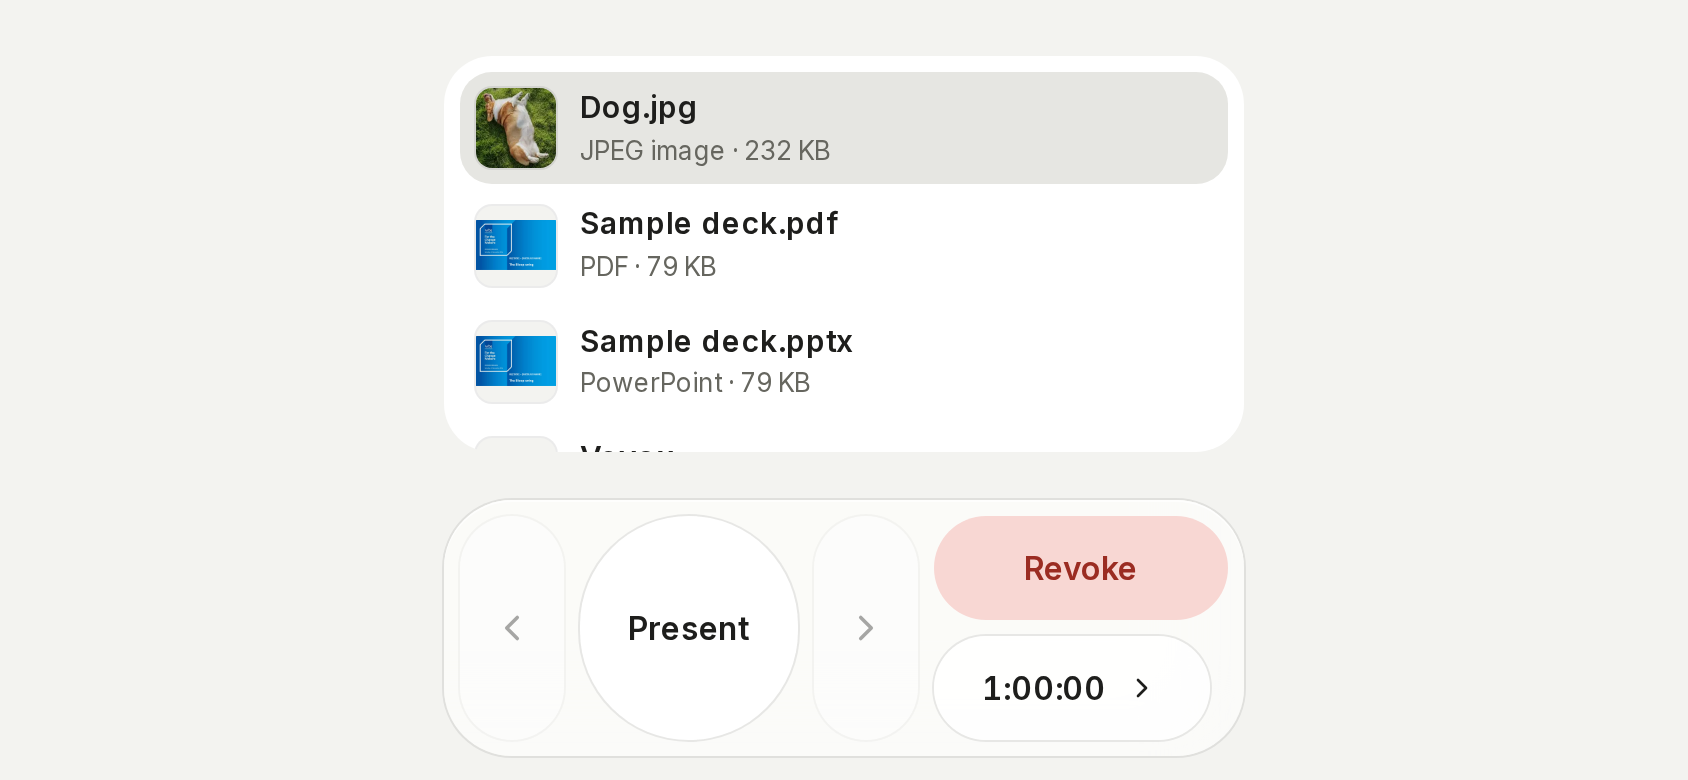 Dog.jpg
JPEG image · 232 KB
Sample deck.pdf
PDF · 79 KB
Sample deck.pptx
PowerPoint · 79 KB
Present
Revoke
1:00:00